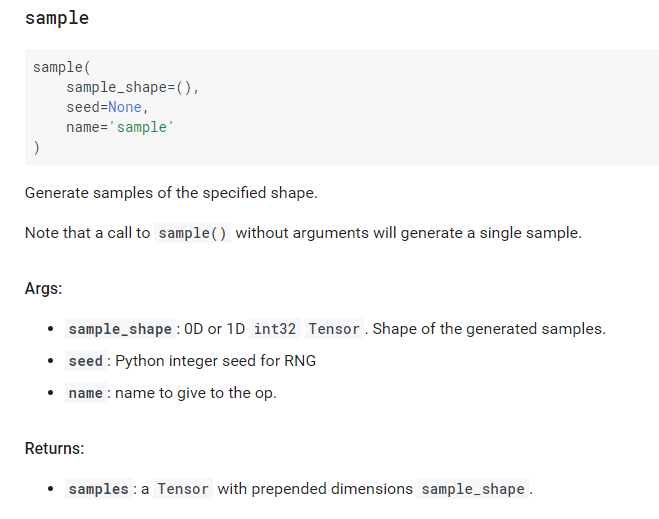 sample
sample(
    sample_shape=(),
    seed=None,
    name='sample'
)
Generate samples of the specified shape.
Note that a call to sample() without arguments will generate a single sample.
Args:
• sample_shape : 0D or 1D int32 Tensor . Shape of the generated samples.
• seed : Python integer seed for RNG
• name : name to give to the op.
Returns:
• samples : a Tensor with prepended dimensions sample_shape .